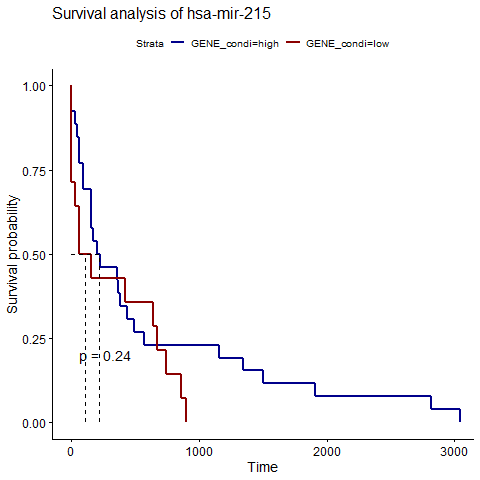 Survival analysis of hsa-mir-215
Strata GENE_condi=high GENE_condi=low
Survival probability
1.00
0.75
0.50
0.25
0.00
p = 0.24
0 1000 2000 3000
Time